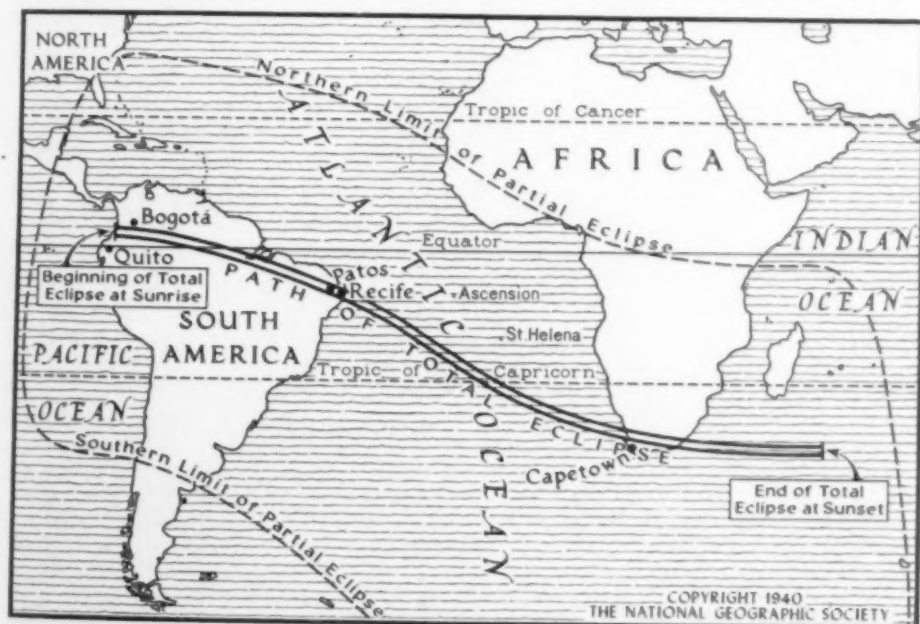 NORTH
AMERICA
Northern Limit of Partial Eclipse
Tropic of Cancer
ATLANTIC OCEAN
AFRICA
Bogotá
Equator
INDIAN
OCEAN
Quito
Beginning of Total
Eclipse at Sunrise
PATH OF TOTAL ECLIPSE
Patos
Recife
Ascension
SOUTH
AMERICA
St. Helena
PACIFIC
OCEAN
Tropic of Capricorn
Southern Limit of Partial Eclipse
Capetown
End of Total
Eclipse at Sunset
COPYRIGHT 1940
THE NATIONAL GEOGRAPHIC SOCIETY